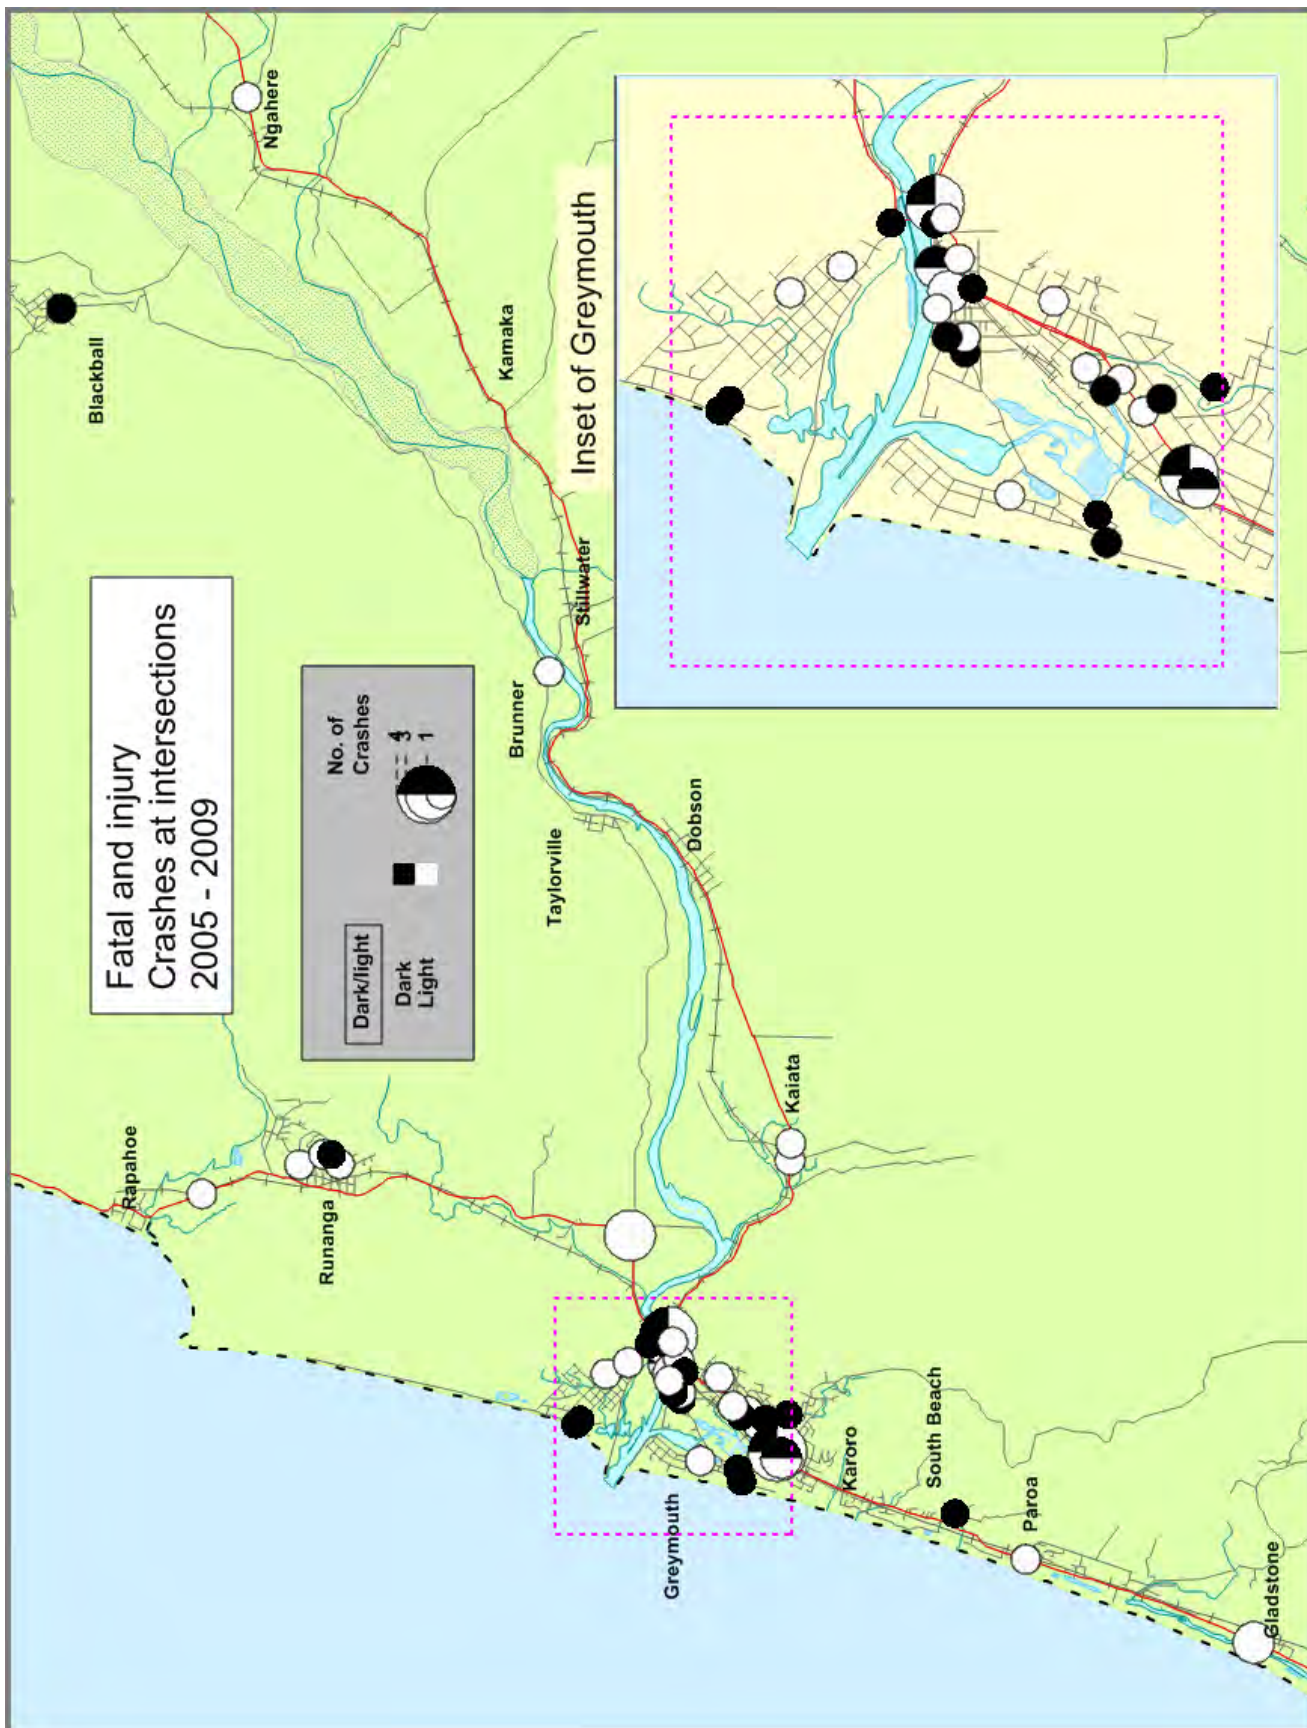 Fatal and injury
Crashes at intersections
2005 - 2009
Dark/light
Dark
Light
No. of
Crashes
4
3
1
Inset of Greymouth
Rapahoe
Runanga
Blackball
Ngahere
Kamaka
Stillwater
Brunner
Taylorville
Dobson
Kaiata
Greymouth
Karoro
South Beach
Paroa
Gladstone